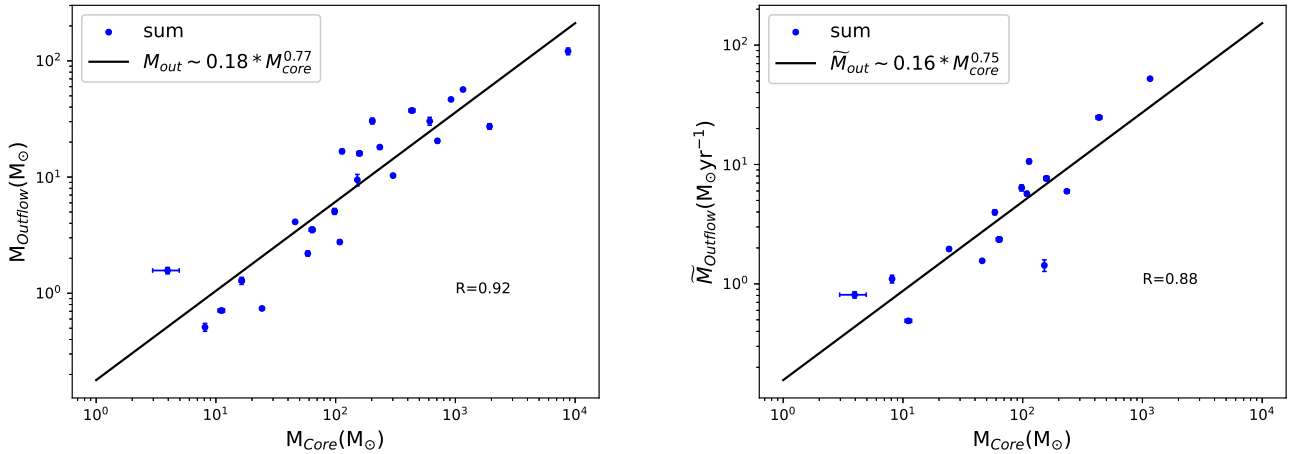 sum
M_out ~ 0.18 * M_core^0.77
10^2
10^1
10^0
M_Outflow(M_⊙)
R=0.92
10^0 10^1 10^2 10^3 10^4
M_Core(M_⊙)
sum
M̃_out ~ 0.16 * M_core^0.75
10^2
10^1
10^0
M̃_Outflow(M_⊙yr^−1)
R=0.88
10^0 10^1 10^2 10^3 10^4
M_Core(M_⊙)